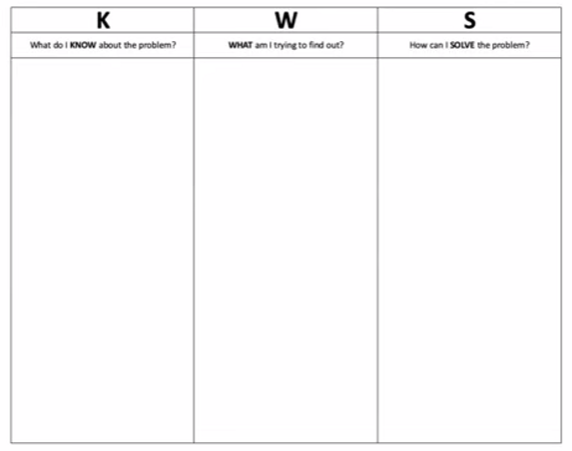 K W S
What do I KNOW about the problem? WHAT am I trying to find out? How can I SOLVE the problem?